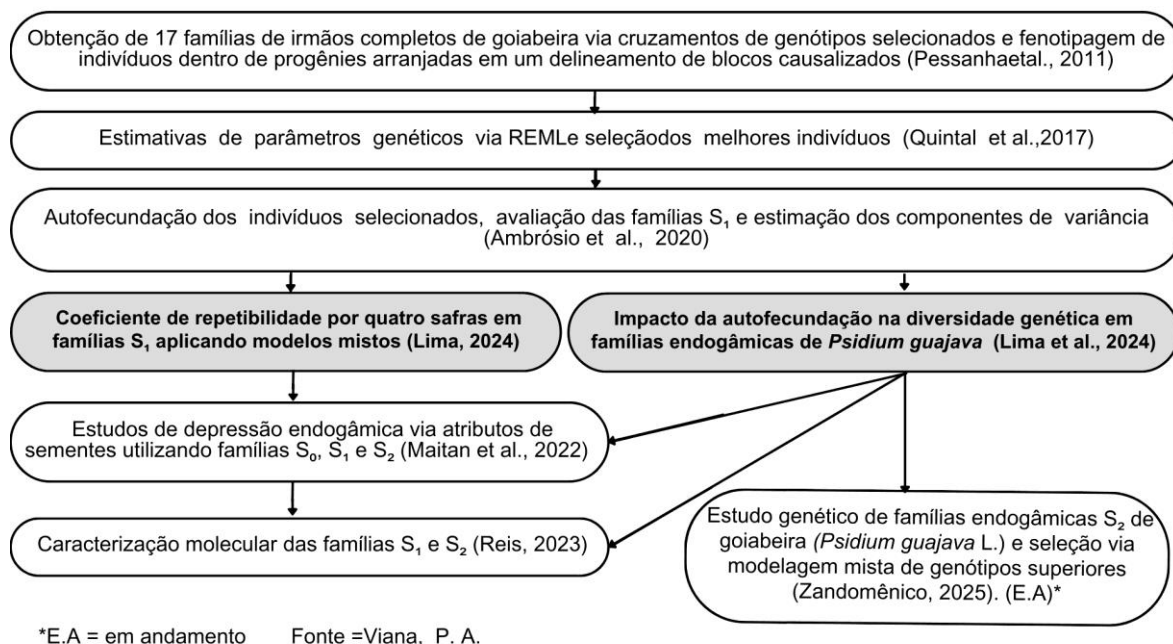 Obtenção de 17 famílias de irmãos completos de goiabeira via cruzamentos de genótipos selecionados e fenotipagem de
indivíduos dentro de progênies arranjadas em um delineamento de blocos causalizados (Pessanhaetal., 2011)
Estimativas de parâmetros genéticos via REMLe seleçãodos melhores indivíduos (Quintal et al.,2017)
Autofecundação dos indivíduos selecionados, avaliação das famílias S₁ e estimação dos componentes de variância
(Ambrósio et al., 2020)
Coeficiente de repetibilidade por quatro safras em
famílias S₁ aplicando modelos mistos (Lima, 2024)
Impacto da autofecundação na diversidade genética em
famílias endogâmicas de Psidium guajava (Lima et al., 2024)
Estudos de depressão endogâmica via atributos de
sementes utilizando famílias S₀, S₁ e S₂ (Maitan et al., 2022)
Caracterização molecular das famílias S₁ e S₂ (Reis, 2023)
Estudo genético de famílias endogâmicas S₂ de
goiabeira (Psidium guajava L.) e seleção via
modelagem mista de genótipos superiores
(Zandomênico, 2025). (E.A)*
*E.A = em andamento Fonte =Viana, P. A.